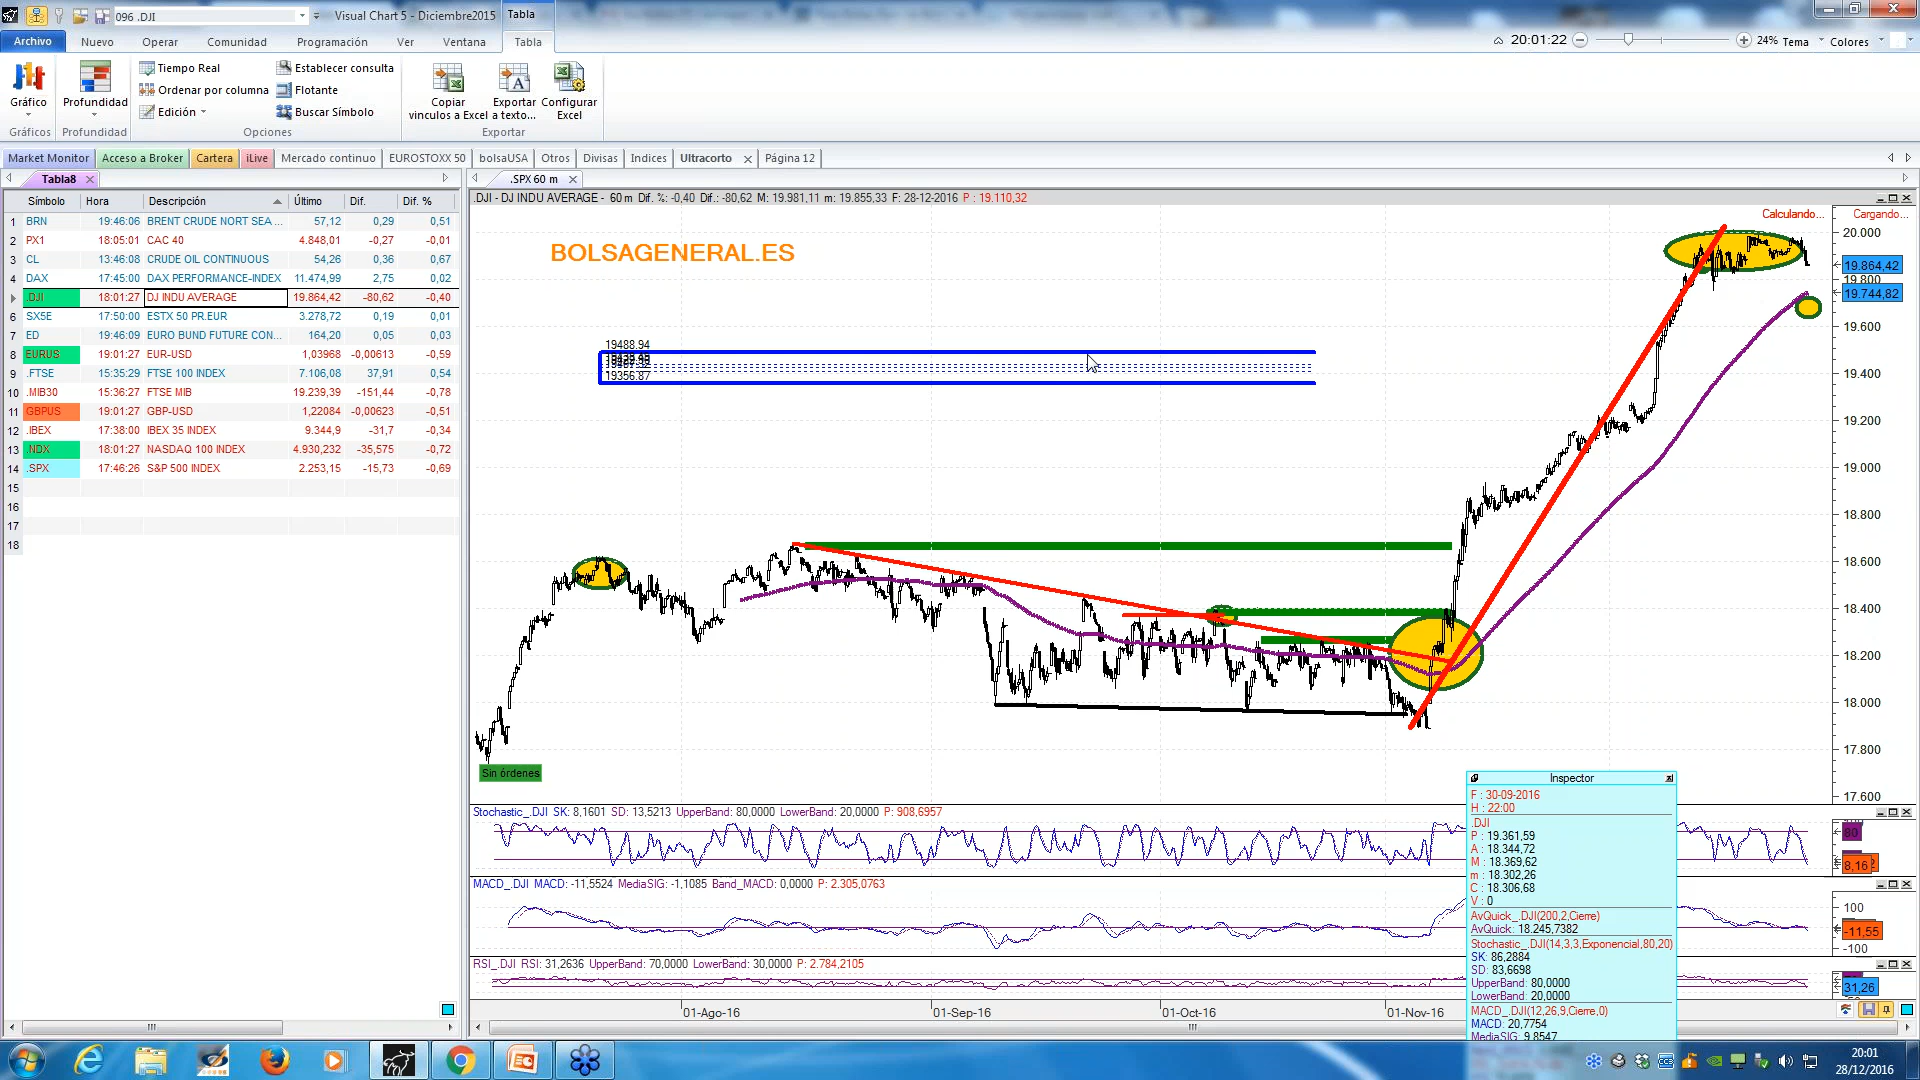 096 .DJI
Visual Chart 5 - Diciembre2015
Tabla
Archivo Nuevo Operar Comunidad Programación Ver Ventana Tabla
20:01:22 24% Tema Colores
Gráfico
Profundidad
Tiempo Real
Ordenar por columna
Edición
Establecer consulta
Flotante
Buscar Símbolo
Copiar vínculos a Excel
Exportar a texto...
Configurar Excel
Gráficos Profundidad Opciones Exportar
Market Monitor Acceso a Broker Cartera iLive Mercado continuo EUROSTOXX 50 bolsaUSA Otros Divisas Indices Ultracorto Página 12
Tabla8
.SPX 60 m
Símbolo Hora Descripción Último Dif. Dif. %
1 BRN 19:46:06 BRENT CRUDE NORT SEA ... 57,12 0,29 0,51
2 PX1 18:05:01 CAC 40 4.848,01 -0,27 -0,01
3 CL 13:46:08 CRUDE OIL CONTINUOUS 54,26 0,36 0,67
4 DAX 17:45:00 DAX PERFORMANCE-INDEX 11.474,99 2,75 0,02
.DJI 18:01:27 DJ INDU AVERAGE 19.864,42 -80,62 -0,40
6 SX5E 17:50:00 ESTX 50 PR.EUR 3.278,72 0,19 0,01
7 ED 19:46:09 EURO BUND FUTURE CON... 164,20 0,05 0,03
8 EURUS 19:01:27 EUR-USD 1,03968 -0,00613 -0,59
9 .FTSE 15:35:29 FTSE 100 INDEX 7.106,08 37,91 0,54
10 .MIB30 15:36:27 FTSE MIB 19.239,39 -151,44 -0,78
11 GBPUS 19:01:27 GBP-USD 1,22084 -0,00623 -0,51
12 .IBEX 17:38:00 IBEX 35 INDEX 9.344,9 -31,7 -0,34
13 .NDX 18:01:27 NASDAQ 100 INDEX 4.930,232 -35,575 -0,72
14 .SPX 17:46:26 S&P 500 INDEX 2.253,15 -15,73 -0,69
15
16
17
18
.DJI - DJ INDU AVERAGE - 60 m Dif. %: -0,40 Dif.: -80,62 M: 19.981,11 m: 19.855,33 F: 28-12-2016 P : 19.110,32
Calculando... Cargando...
BOLSAGENERAL.ES
19488.94
19356.87
20.000
19.864,42
19.800
19.744,82
19.600
19.400
19.200
19.000
18.800
18.600
18.400
18.200
18.000
17.800
17.600
Sin órdenes
Stochastic_.DJI SK: 8,1601 SD: 13,5213 UpperBand: 80,0000 LowerBand: 20,0000 P: 908,6957
80
8,16
MACD_.DJI MACD: -11,5524 MediaSIG: -1,1085 Band_MACD: 0,0000 P: 2.305,0763
100
-11,55
-100
RSI_.DJI RSI: 31,2636 UpperBand: 70,0000 LowerBand: 30,0000 P: 2.784,2105
31,26
01-Ago-16 01-Sep-16 01-Oct-16 01-Nov-16
Inspector
F : 30-09-2016
H : 22:00
.DJI
P : 19.361,59
A : 18.344,72
M : 18.369,62
m : 18.302,26
C : 18.306,68
V : 0
AvQuick_.DJI(200,2,Cierre)
AvQuick: 18.245,7382
Stochastic_.DJI(14,3,3,Exponencial,80,20)
SK: 86,2884
SD: 83,6698
UpperBand: 80,0000
LowerBand: 20,0000
MACD_.DJI(12,26,9,Cierre,0)
MACD: 20,7754
MediaSIG: 9,8547
20:01
28/12/2016